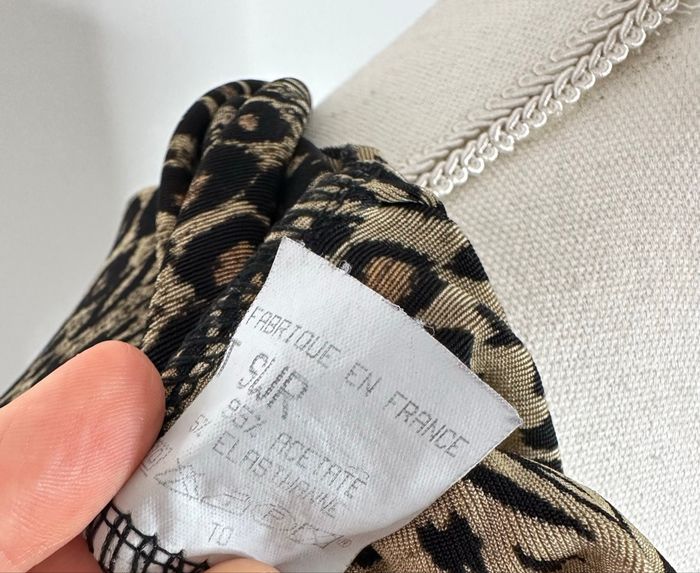 FABRIQUE EN FRANCE
T SWR
95% ACETATE
5% ELASTHANNE
TO